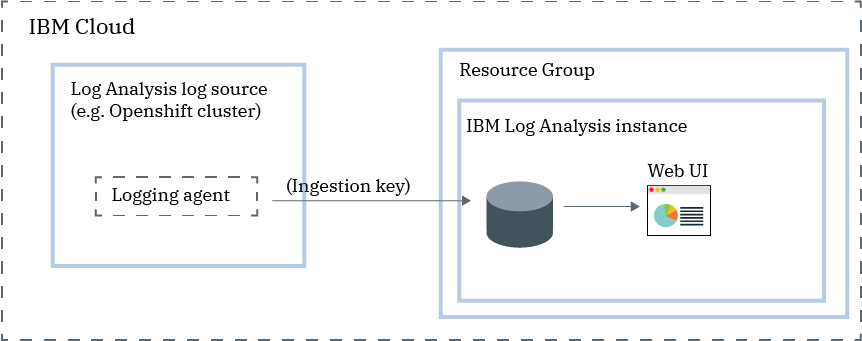 IBM Cloud
Log Analysis log source
(e.g. Openshift cluster)
Logging agent
(Ingestion key)
Resource Group
IBM Log Analysis instance
Web UI